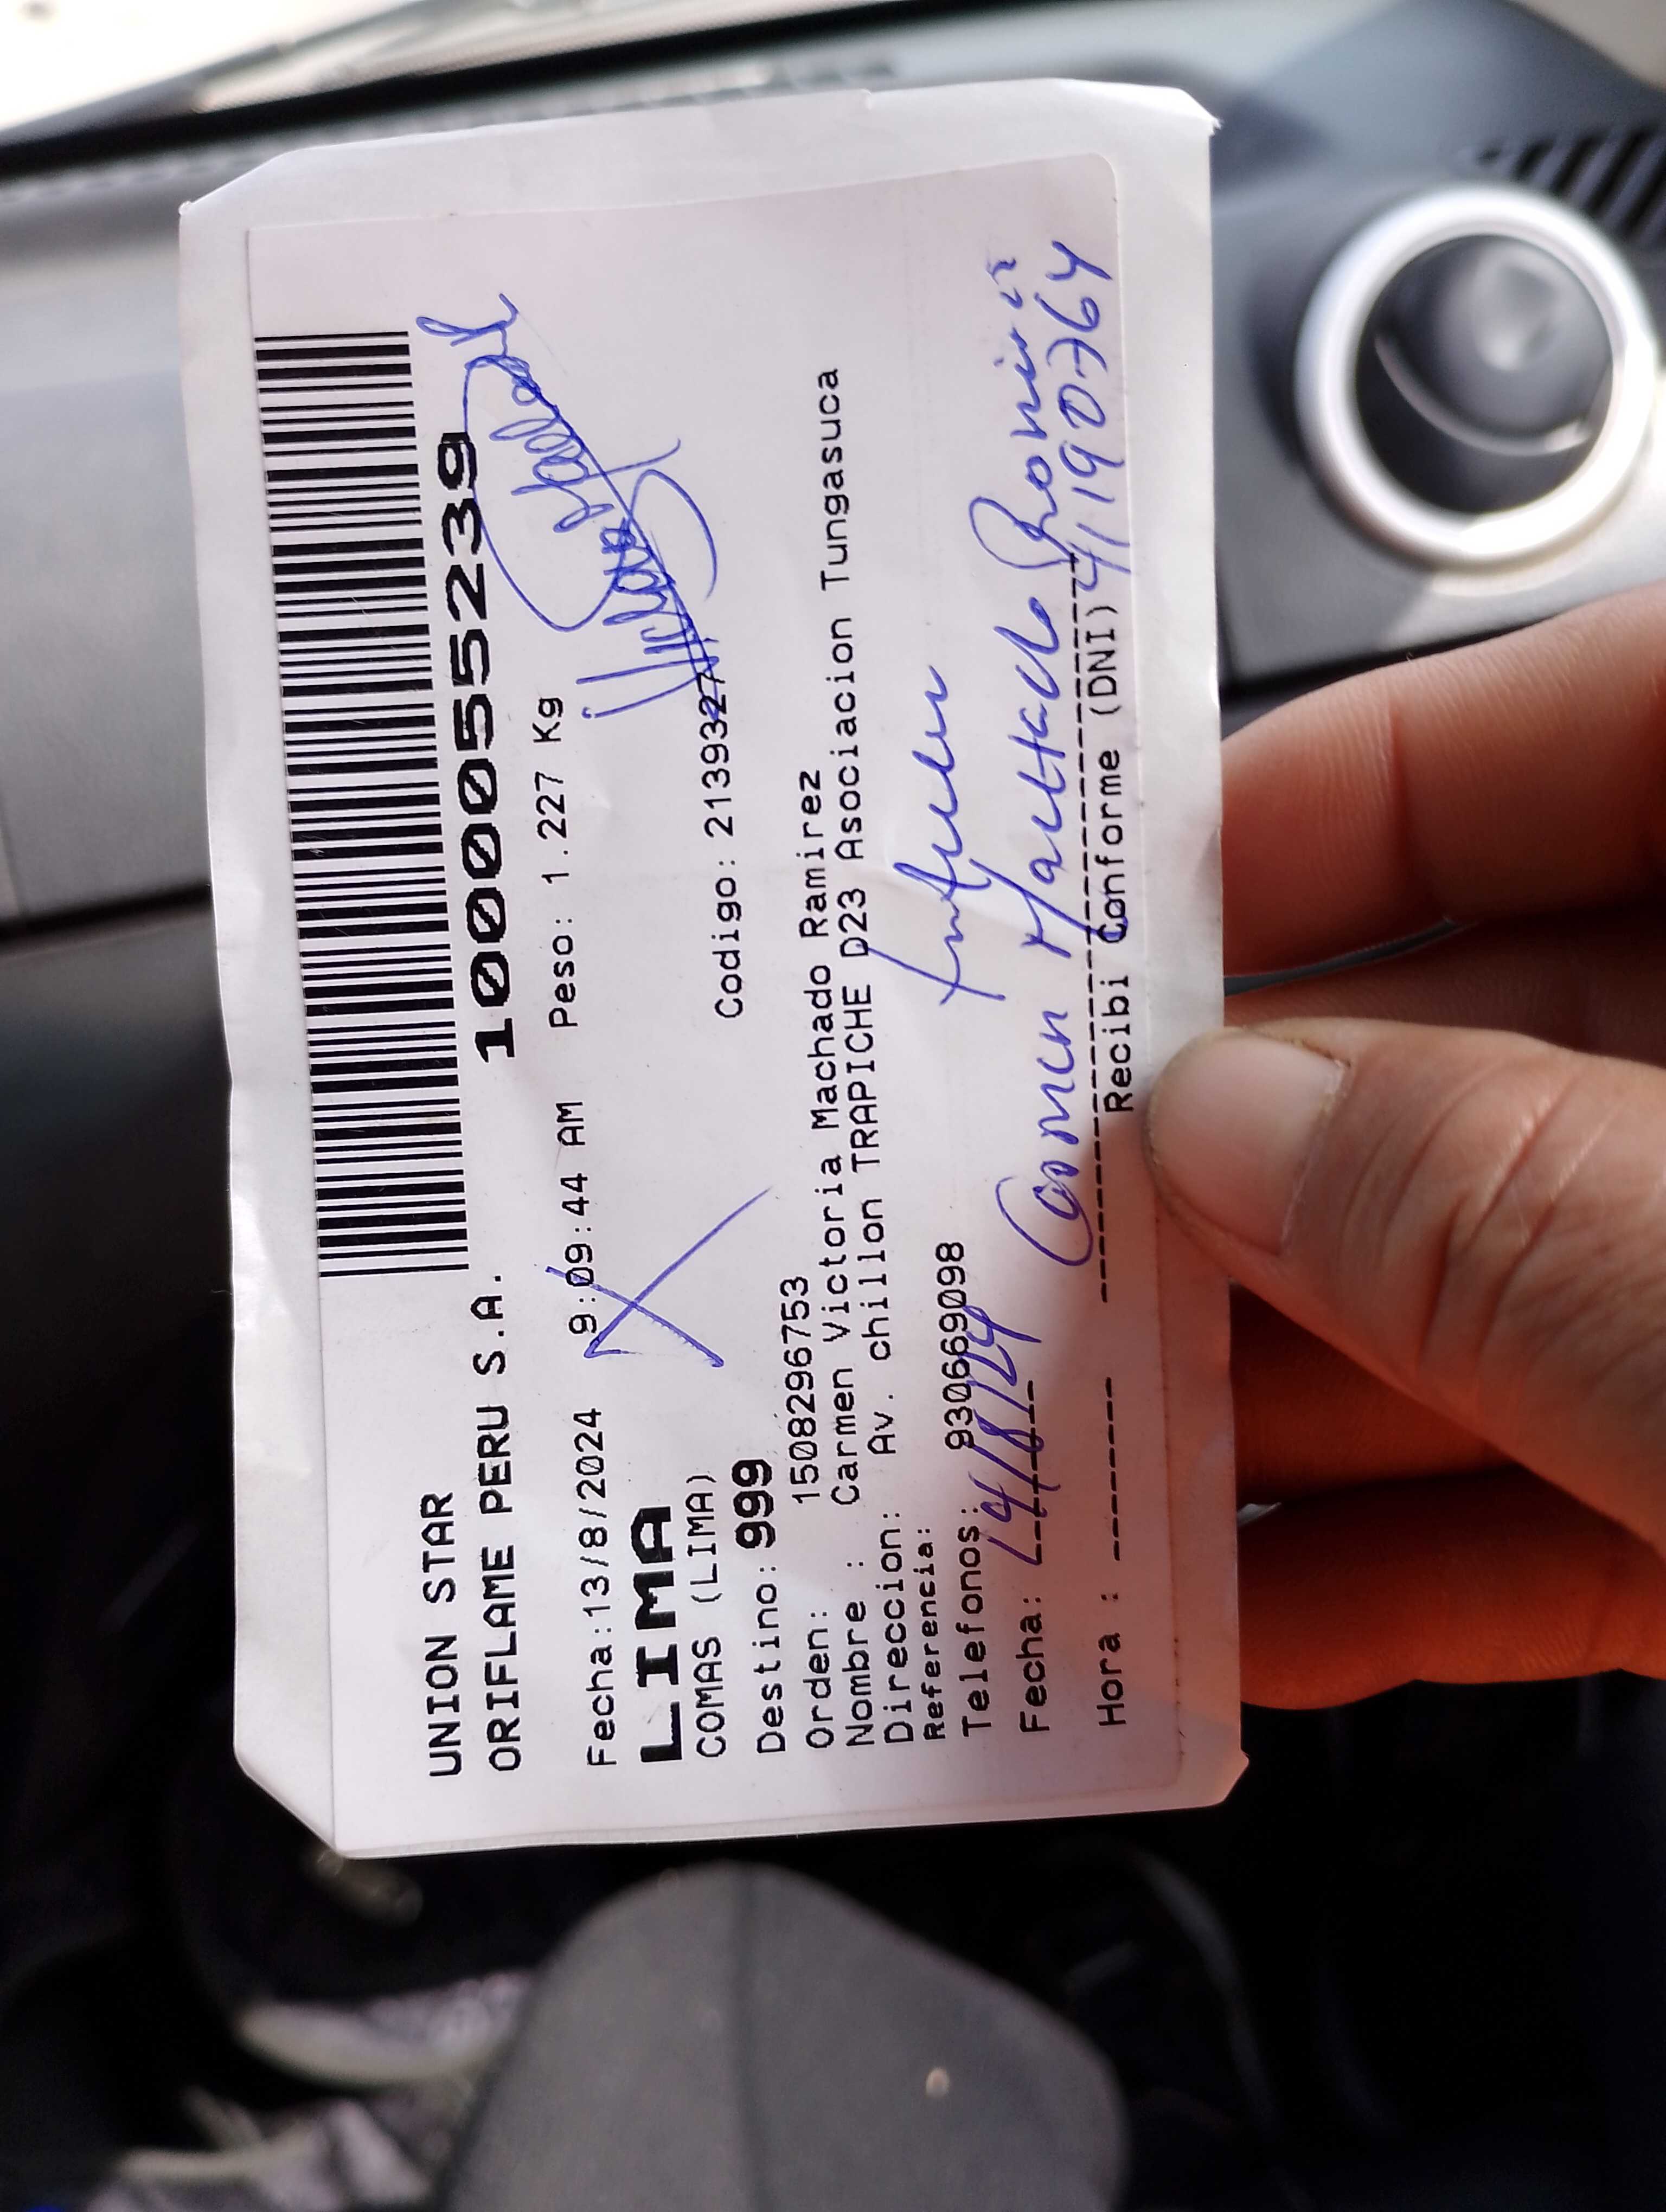 UNION STAR
ORIFLAME PERU S.A. 1000055239
Fecha:13/8/2024 9:09:44 AM Peso: 1.227 Kg
LIMA
COMAS (LIMA)
Destino: 999 Codigo: 2139327
Orden: 1508296753
Nombre : Carmen Victoria Machado Ramirez
Direccion: Av. chillon TRAPICHE D23 Asociacion Tungasuca
Referencia:
Telefonos: 930669098
Fecha: 14/8/24 Carmen Machado Ramirez
Hora : Recibi Conforme (DNI) 41190764